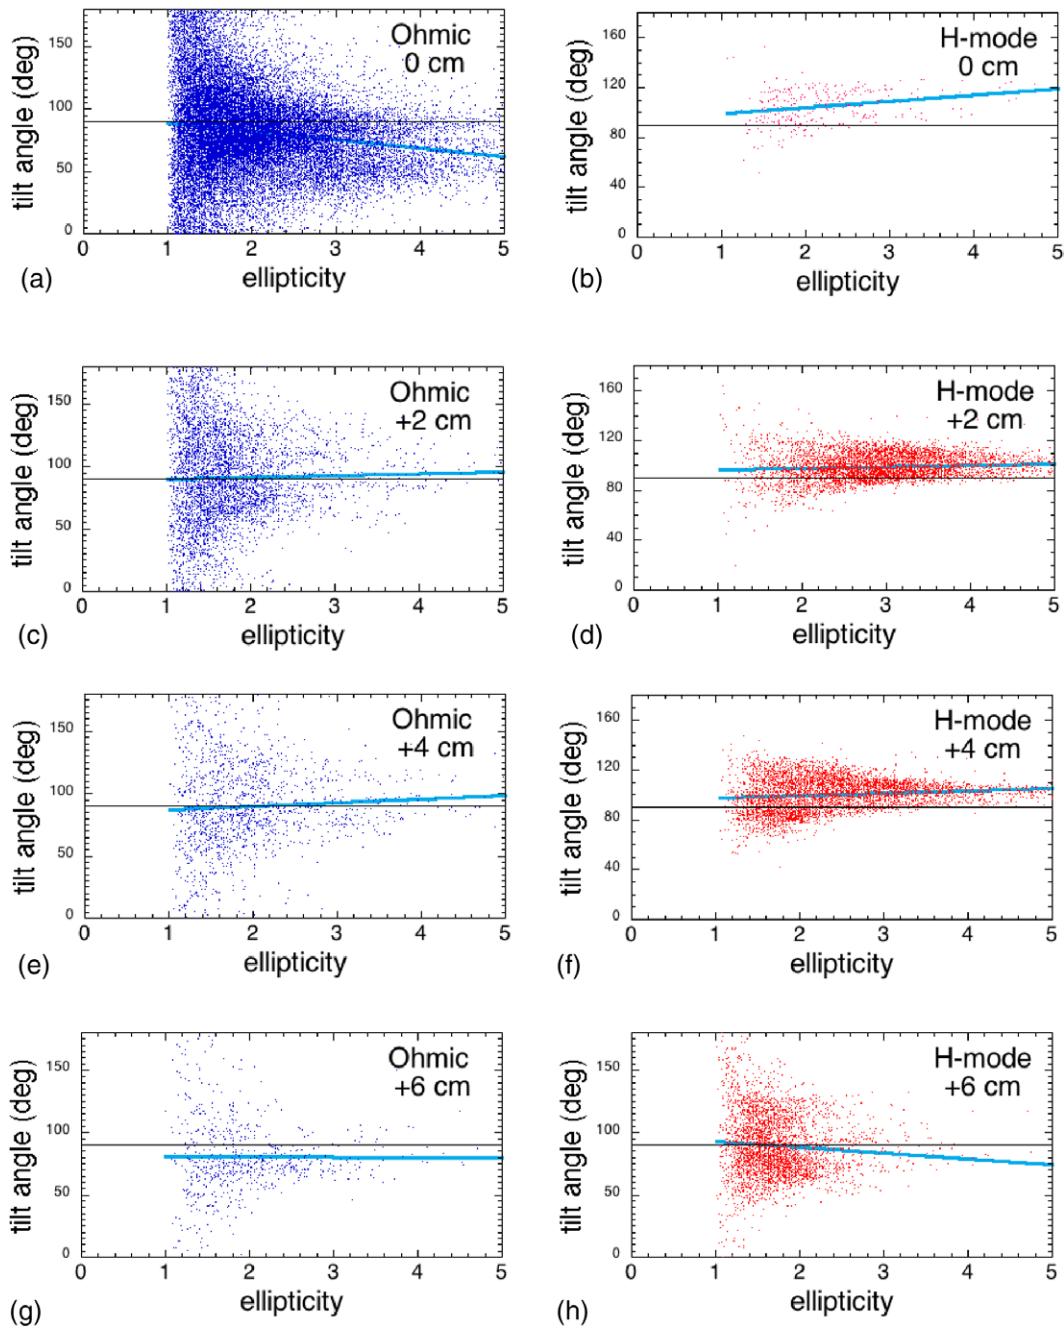 Ohmic
0 cm
tilt angle (deg)
150
100
50
0
0 1 2 3 4 5
ellipticity
(a)
H-mode
0 cm
tilt angle (deg)
160
120
80
40
0
0 1 2 3 4 5
ellipticity
(b)
Ohmic
+2 cm
tilt angle (deg)
150
100
50
0
0 1 2 3 4 5
ellipticity
(c)
H-mode
+2 cm
tilt angle (deg)
160
120
80
40
0
0 1 2 3 4 5
ellipticity
(d)
Ohmic
+4 cm
tilt angle (deg)
150
100
50
0
0 1 2 3 4 5
ellipticity
(e)
H-mode
+4 cm
tilt angle (deg)
160
120
80
40
0
0 1 2 3 4 5
ellipticity
(f)
Ohmic
+6 cm
tilt angle (deg)
150
100
50
0
0 1 2 3 4 5
ellipticity
(g)
H-mode
+6 cm
tilt angle (deg)
150
100
50
0
0 1 2 3 4 5
ellipticity
(h)